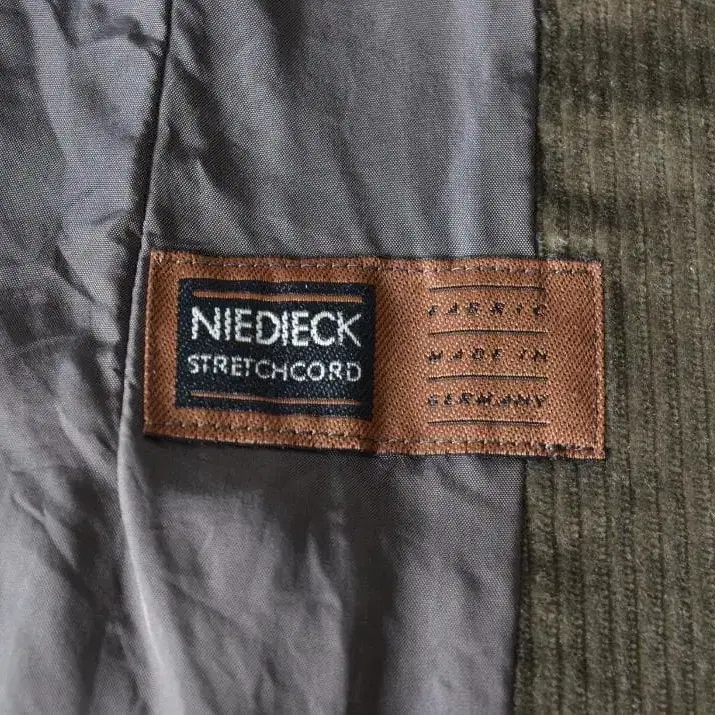 NIEDIECK
STRETCHCORD
FABRIC
MADE IN
GERMANY